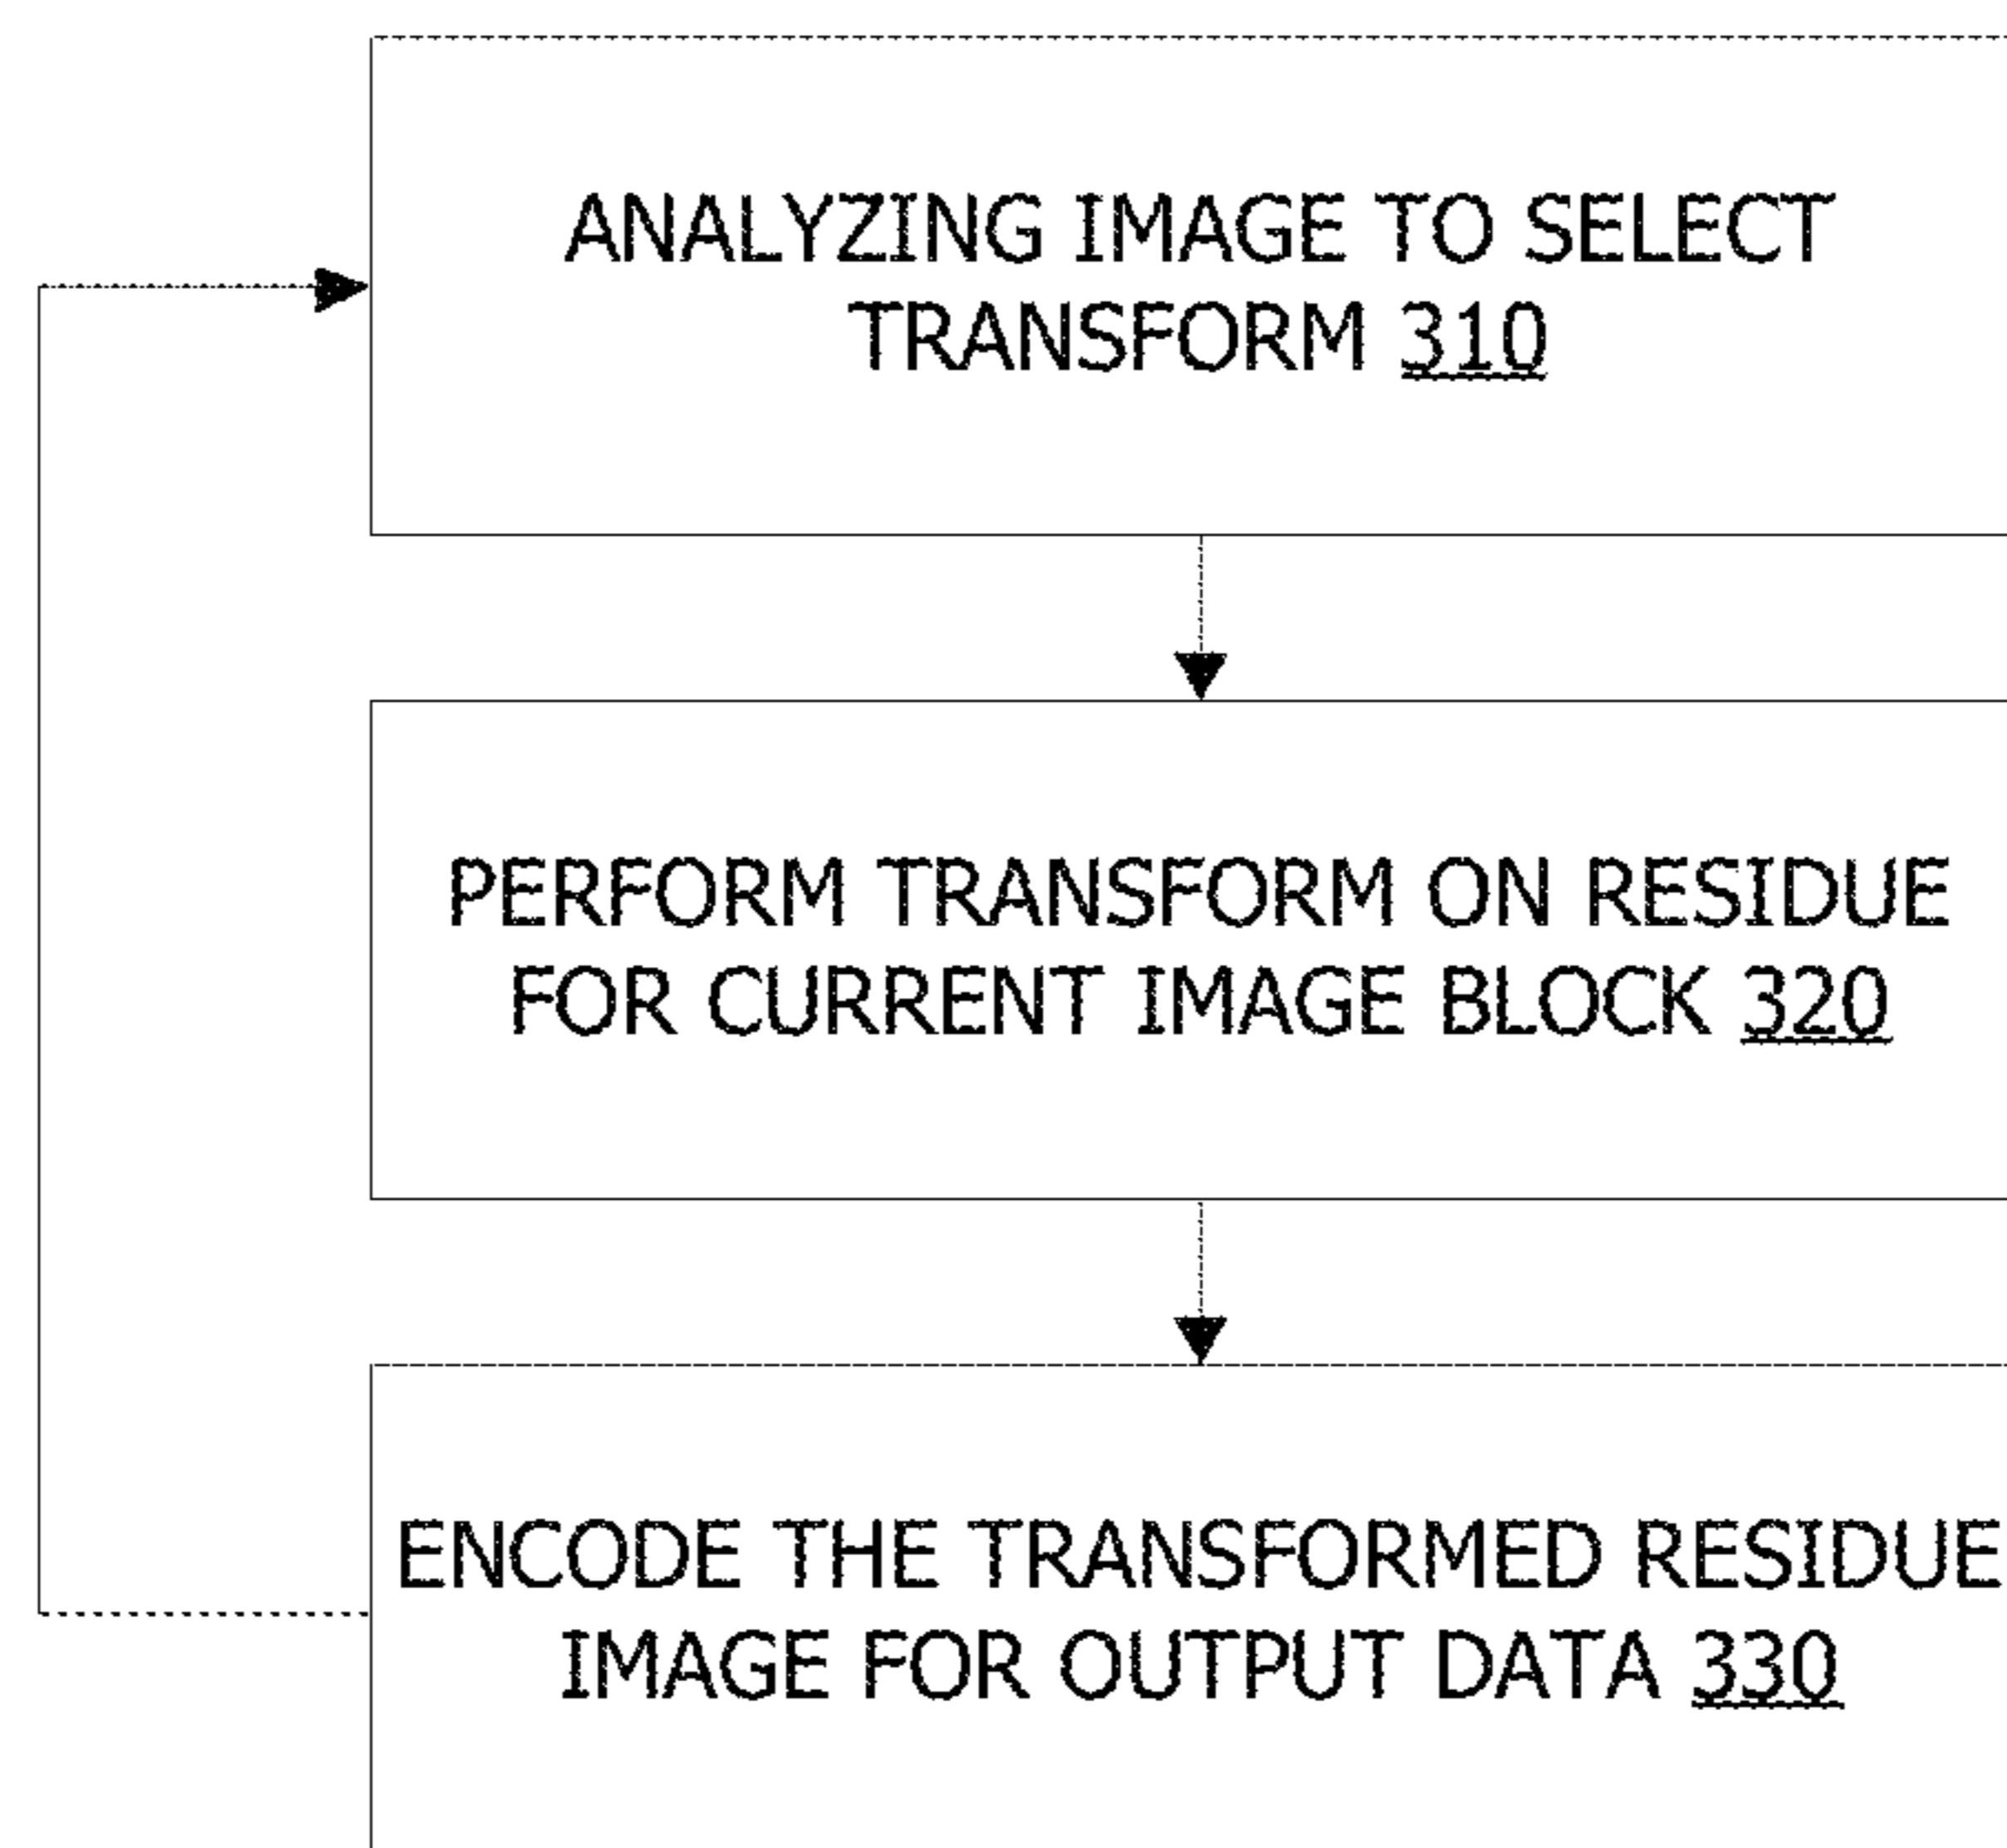 ANALYZING IMAGE TO SELECT
TRANSFORM 310
PERFORM TRANSFORM ON RESIDUE
FOR CURRENT IMAGE BLOCK 320
ENCODE THE TRANSFORMED RESIDUE
IMAGE FOR OUTPUT DATA 330